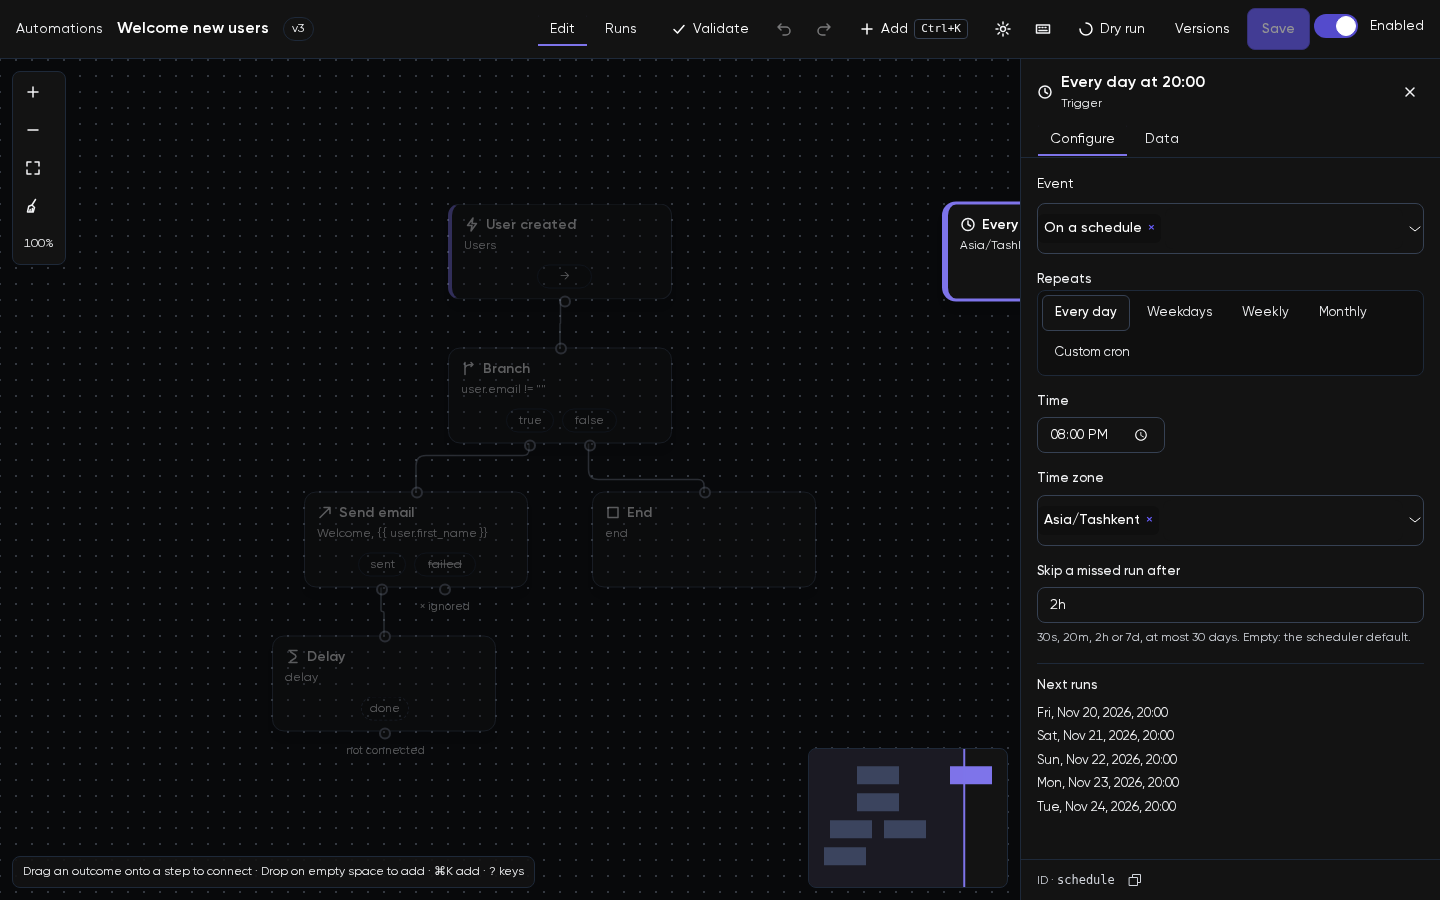 Automations Welcome new users v3
Edit Runs Validate Add Ctrl+K Dry run Versions Save Enabled
100%
User created
Users
→
Branch
user.email != ""
true false
Send email
Welcome, {{ user.first_name }}
sent failed
× ignored
End
end
Delay
delay
done
not connected
Every
Asia/Tashk
Drag an outcome onto a step to connect · Drop on empty space to add · ⌘K add · ? keys
Every day at 20:00
Trigger
Configure Data
Event
On a schedule ×
Repeats
Every day Weekdays Weekly Monthly
Custom cron
Time
08:00 PM
Time zone
Asia/Tashkent ×
Skip a missed run after
2h
30s, 20m, 2h or 7d, at most 30 days. Empty: the scheduler default.
Next runs
Fri, Nov 20, 2026, 20:00
Sat, Nov 21, 2026, 20:00
Sun, Nov 22, 2026, 20:00
Mon, Nov 23, 2026, 20:00
Tue, Nov 24, 2026, 20:00
ID · schedule